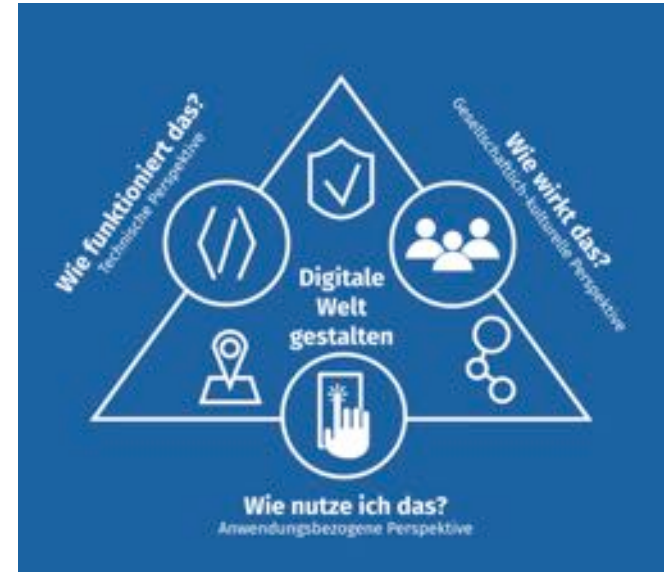 Wie funktioniert das?
Technische Perspektive
Wie wirkt das?
Gesellschaftlich-kulturelle Perspektive
Digitale
Welt
gestalten
Wie nutze ich das?
Anwendungsbezogene Perspektive